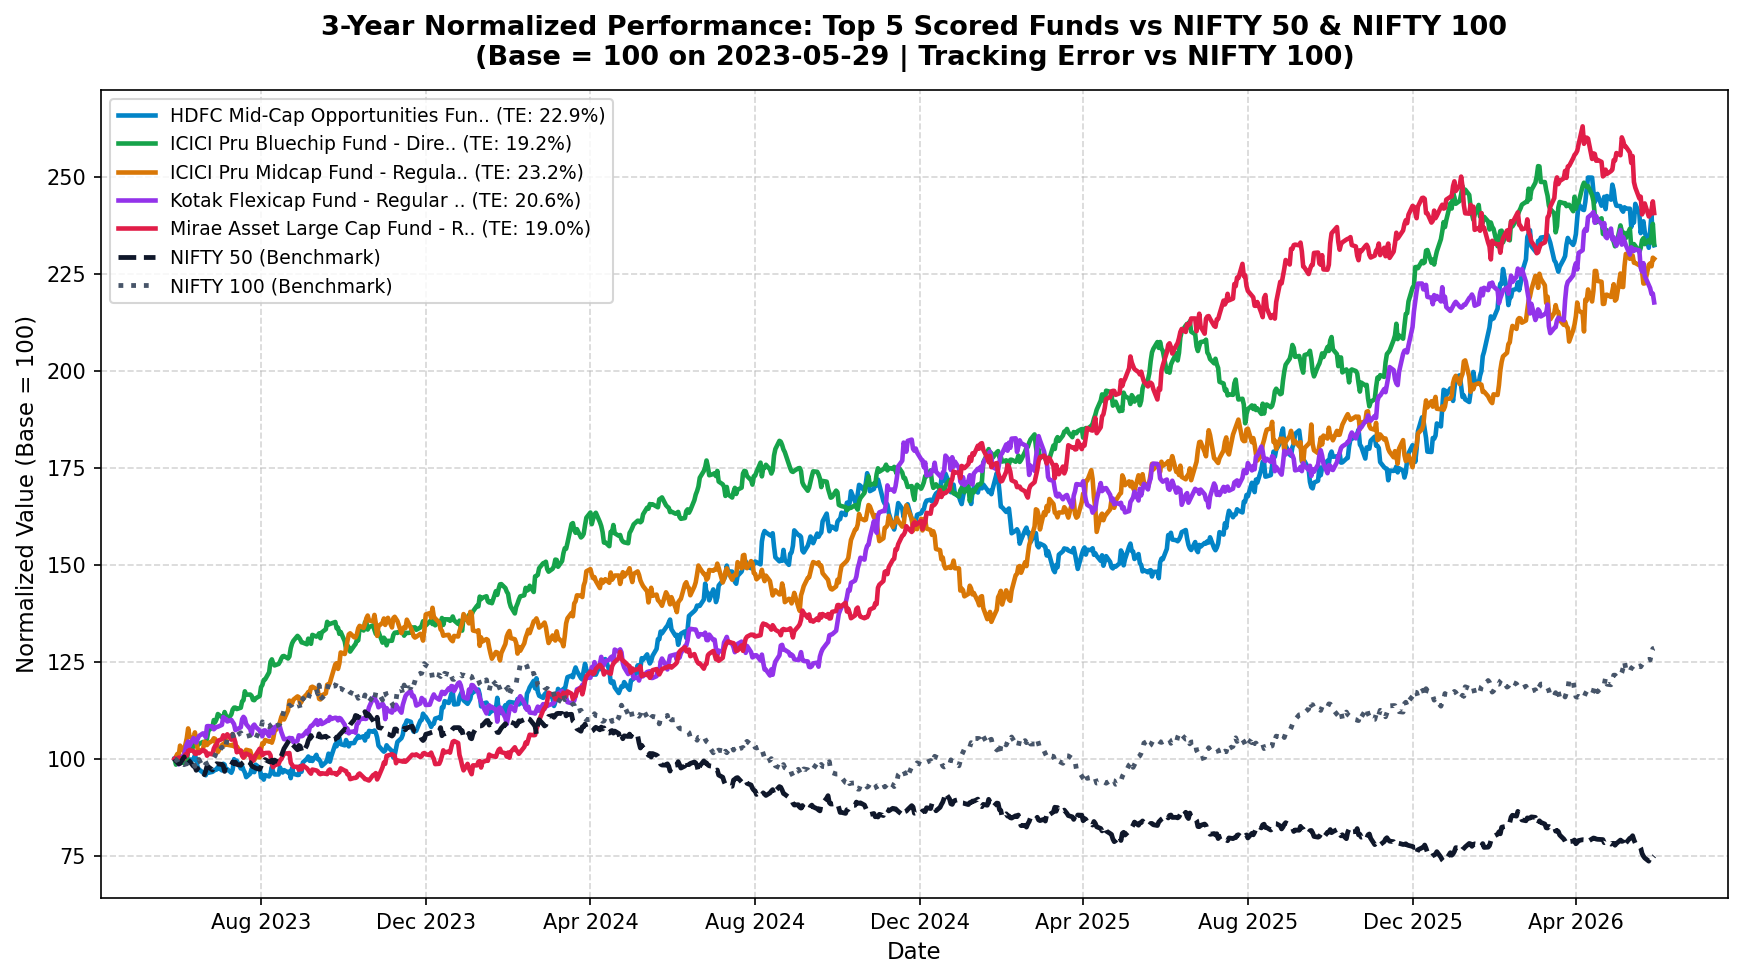 3-Year Normalized Performance: Top 5 Scored Funds vs NIFTY 50 & NIFTY 100
(Base = 100 on 2023-05-29 | Tracking Error vs NIFTY 100)
HDFC Mid-Cap Opportunities Fun.. (TE: 22.9%)
ICICI Pru Bluechip Fund - Dire.. (TE: 19.2%)
ICICI Pru Midcap Fund - Regula.. (TE: 23.2%)
Kotak Flexicap Fund - Regular .. (TE: 20.6%)
Mirae Asset Large Cap Fund - R.. (TE: 19.0%)
NIFTY 50 (Benchmark)
NIFTY 100 (Benchmark)
Normalized Value (Base = 100)
250
225
200
175
150
125
100
75
Aug 2023
Dec 2023
Apr 2024
Aug 2024
Dec 2024
Apr 2025
Aug 2025
Dec 2025
Apr 2026
Date